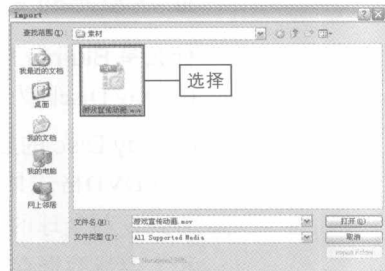 Import
查找范围(I):
素材
我最近的文档
桌面
游戏宣传动画.mov
选择
我的文档
我的电脑
网上邻居
文件名(N):
游戏宣传动画.mov
打开(O)
文件类型(T):
All Supported Media
取消